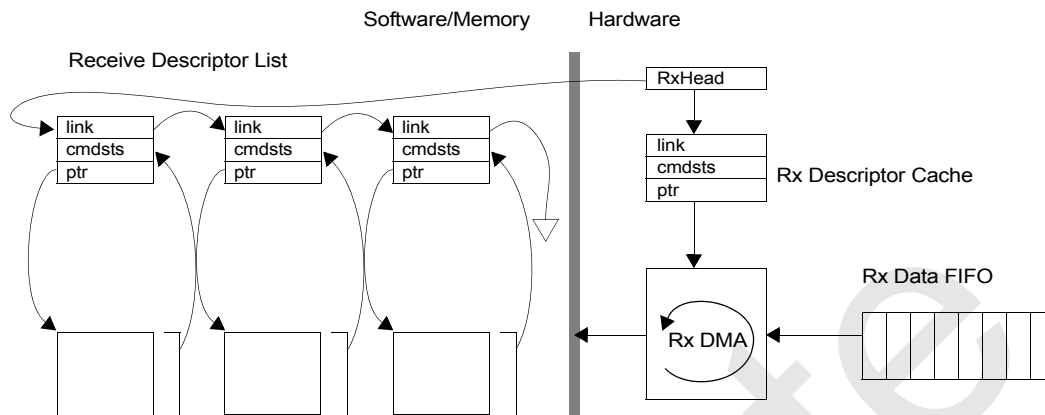 Software/Memory Hardware
Receive Descriptor List
RxHead
link link link
cmdsts cmdsts cmdsts
ptr ptr ptr
link
cmdsts
ptr
Rx Descriptor Cache
Rx Data FIFO
Rx DMA